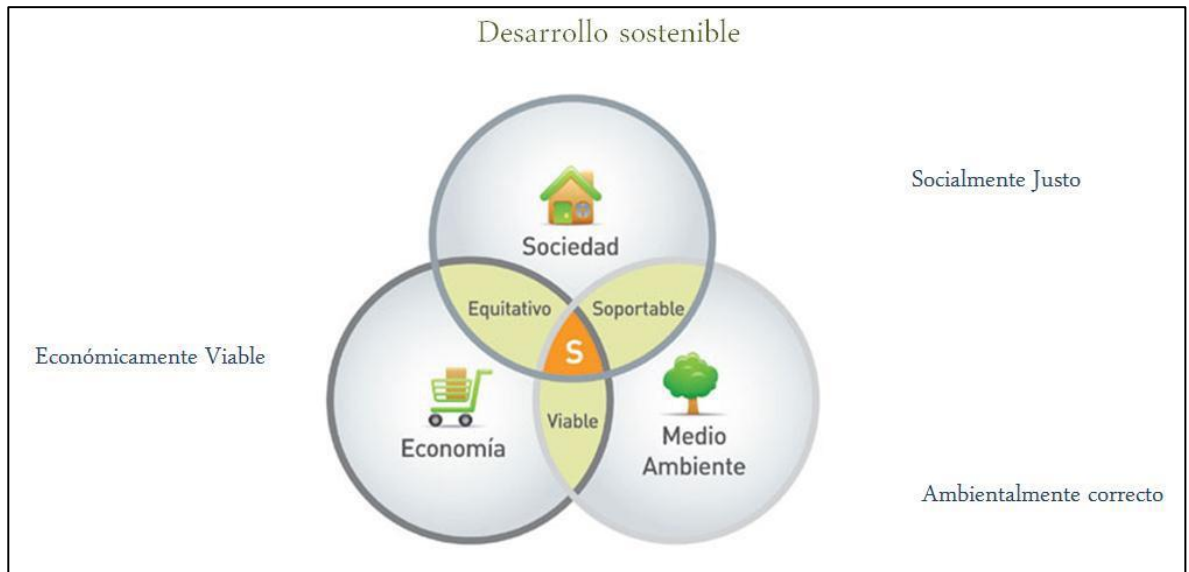 Desarrollo sostenible
Socialmente Justo
Sociedad
Equitativo
Soportable
S
Económicamente Viable
Viable
Economía
Medio
Ambiente
Ambientalmente correcto